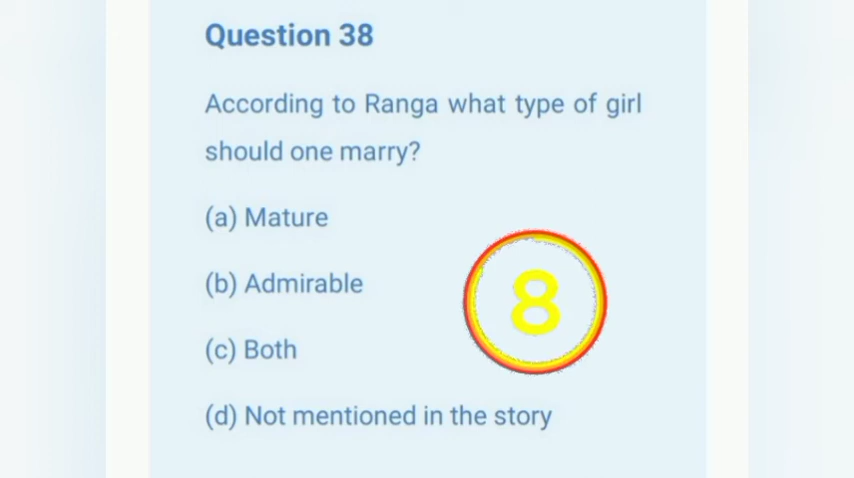 Question 38
According to Ranga what type of girl
should one marry?
(a) Mature
(b) Admirable
8
(c) Both
(d) Not mentioned in the story